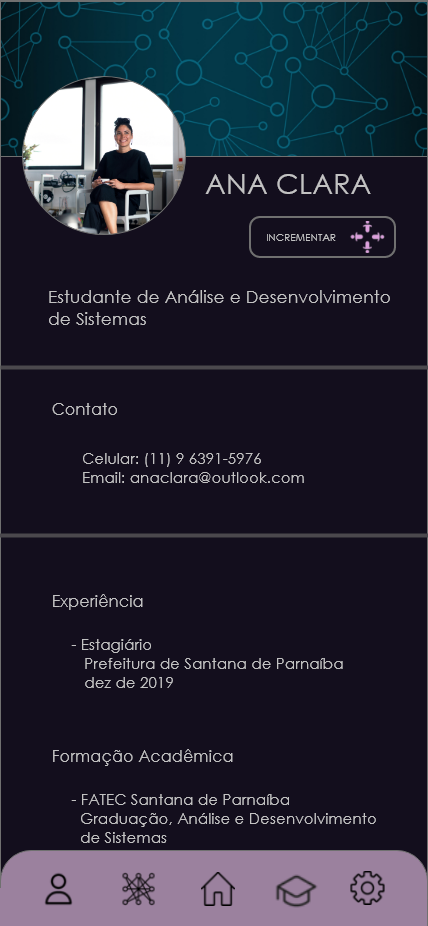 ANA CLARA
INCREMENTAR
Estudante de Análise e Desenvolvimento
de Sistemas
Contato
Celular: (11) 9 6391-5976
Email: anaclara@outlook.com
Experiência
- Estagiário
Prefeitura de Santana de Parnaíba
dez de 2019
Formação Acadêmica
- FATEC Santana de Parnaíba
Graduação, Análise e Desenvolvimento
de Sistemas